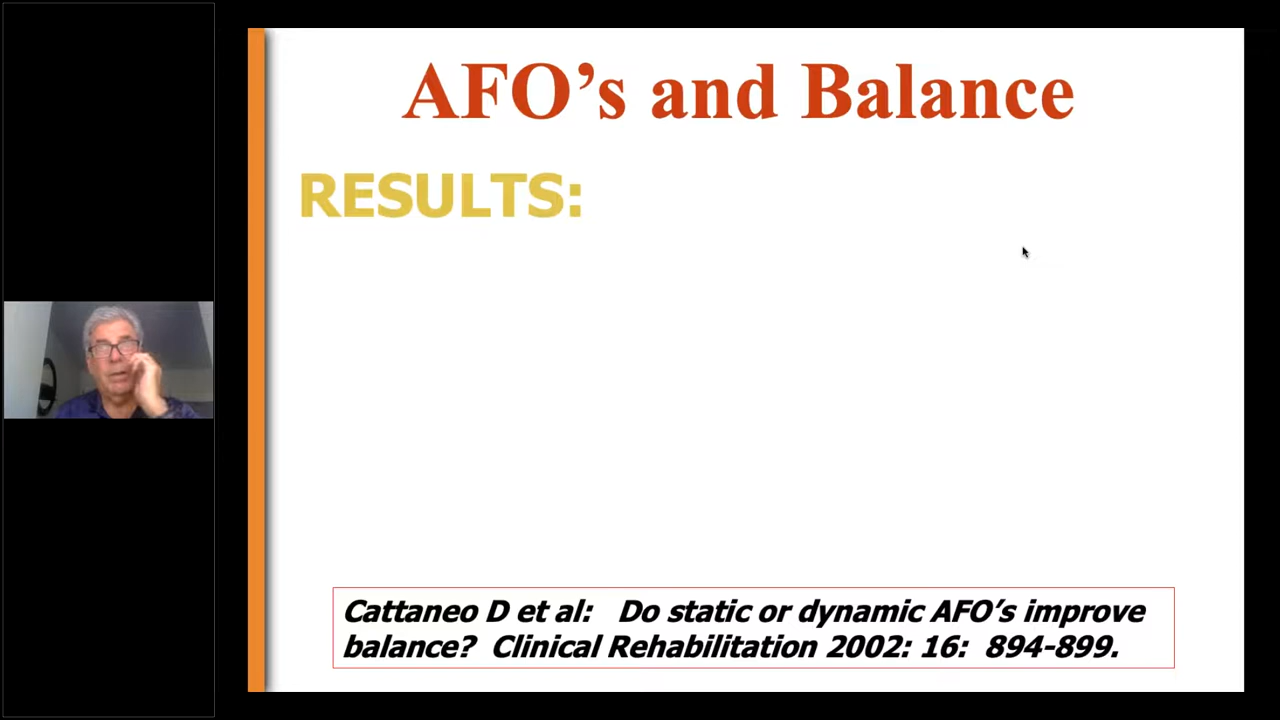 AFO’s and Balance
RESULTS:
Cattaneo D et al:   Do static or dynamic AFO’s improve
balance?  Clinical Rehabilitation 2002: 16:  894-899.